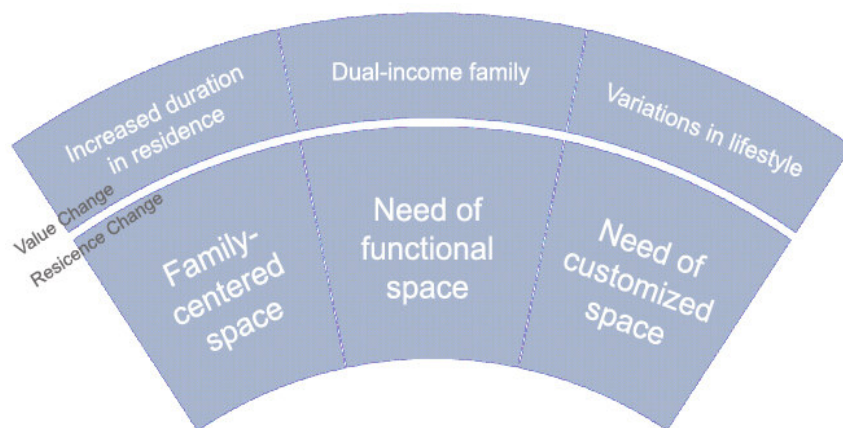 Increased duration
in residence
Dual-income family
Variations in lifestyle
Value Change
Resicence Change
Family-
centered
space
Need of
functional
space
Need of
customized
space